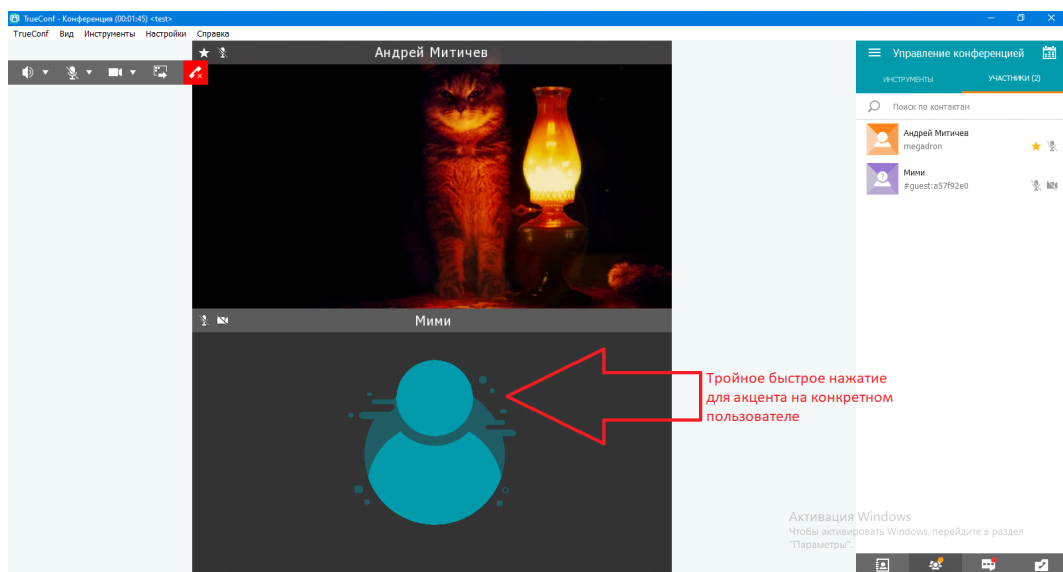 TrueConf - Конференция (00:01:45) <test>
TrueConf Вид Инструменты Настройки Справка
Андрей Митичев
Мими
Тройное быстрое нажатие
для акцента на конкретном
пользователе
Управление конференцией
ИНСТРУМЕНТЫ УЧАСТНИКИ (2)
Поиск по контактам
Андрей Митичев
megadron
Мими
#guest:a57f92e0
Активация Windows
Чтобы активировать Windows, перейдите в раздел
"Параметры".